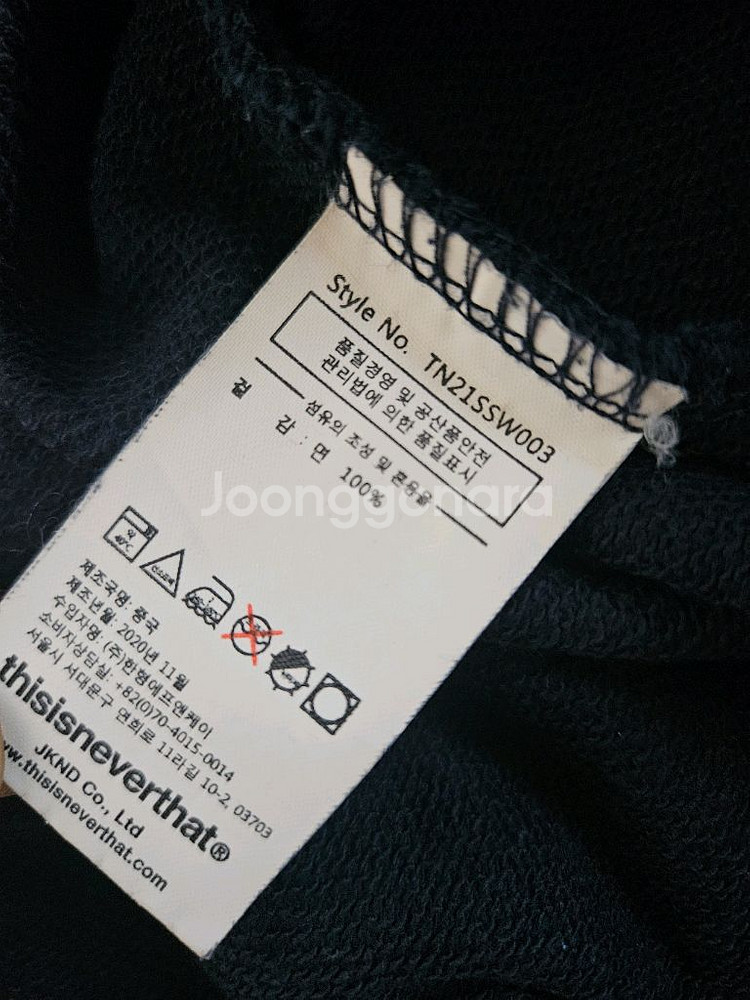 Style No. TN21SSW003
품질경영 및 공산품안전
관리법에 의한 품질표시
섬유의 조성 및 혼용율
겉 감 : 면 100%
Joonggonara
약
40℃
제조국명: 중국
제조년월: 2020년 11월
수입자명: (주)한형에프앤케이
소비자상담실: +82(0)70-4015-0014
서울시 서대문구 연희로 11라길 10-2, 03703
thisisneverthat®
JKND Co., Ltd
www.thisisneverthat.com